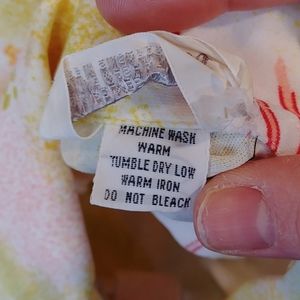 MACHINE WASH
WARM
TUMBLE DRY LOW
WARM IRON
DO NOT BLEACH